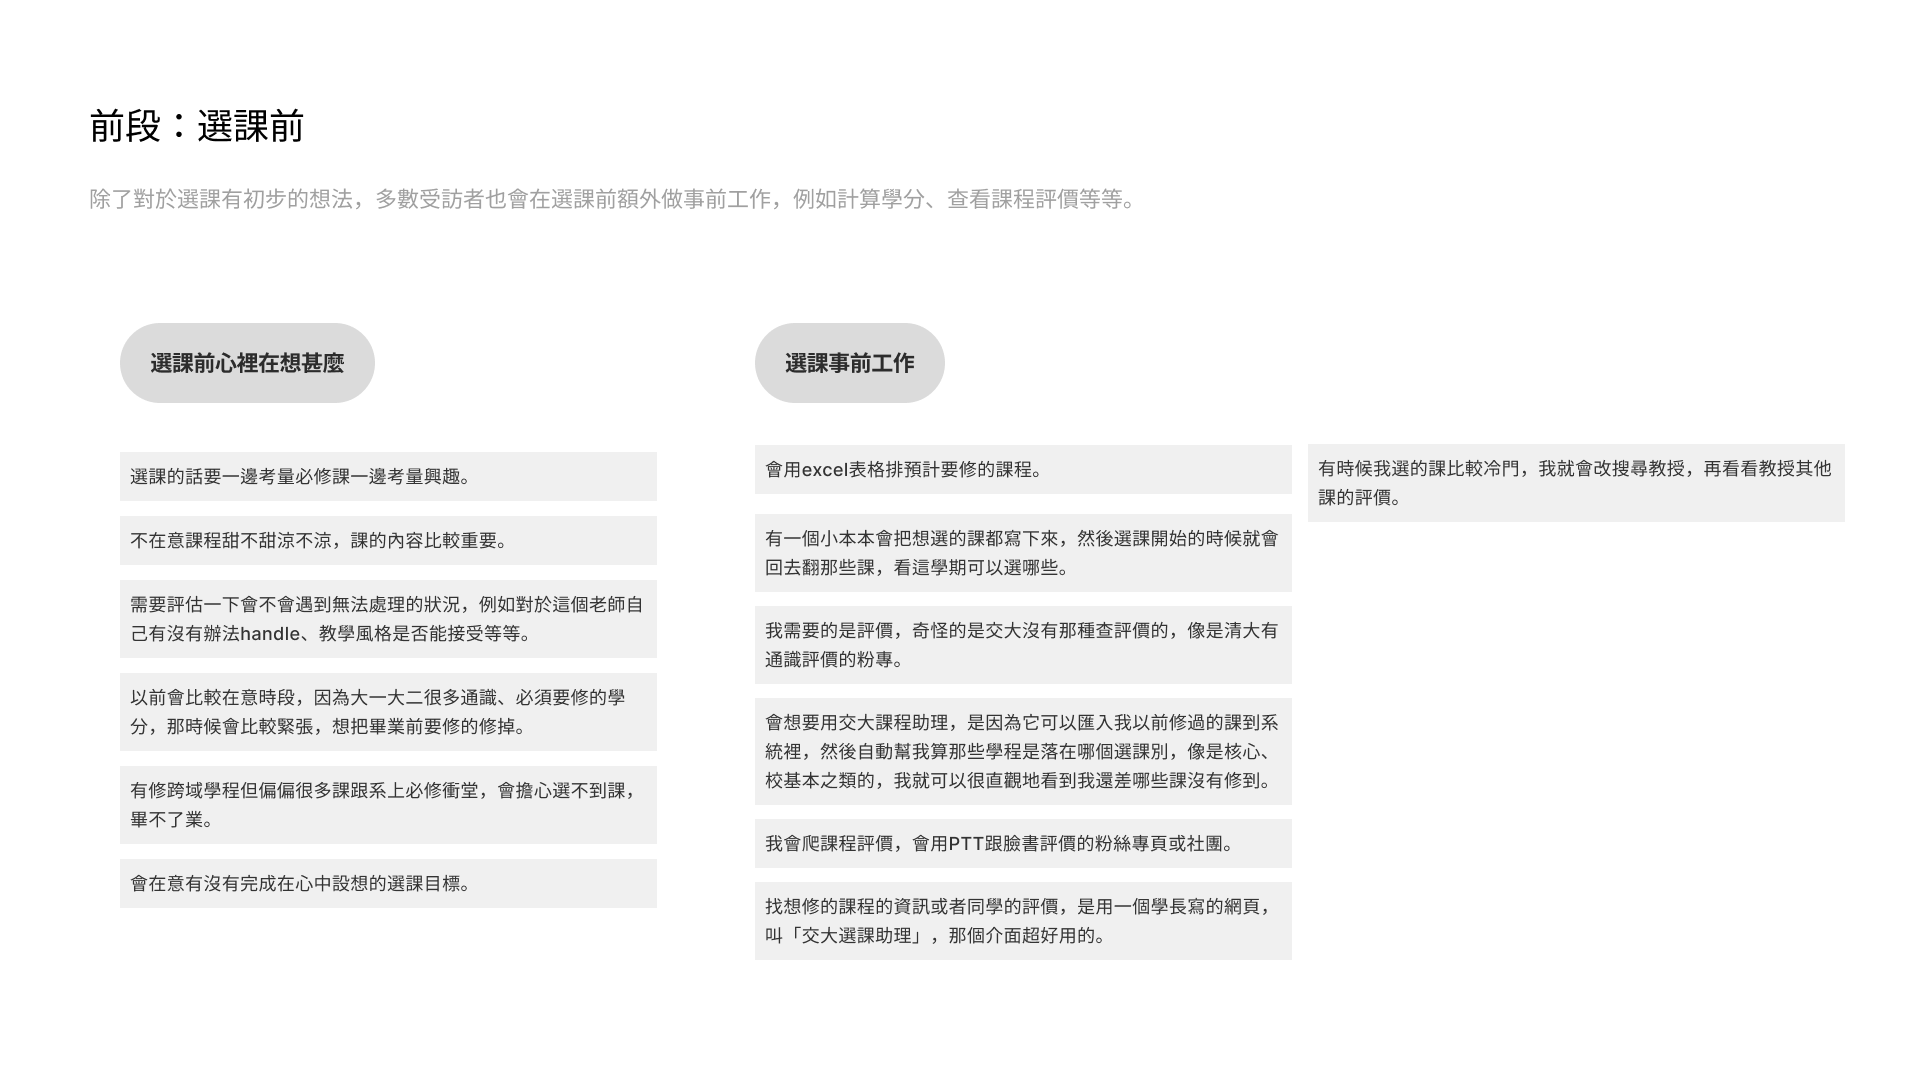 前段：選課前
除了對於選課有初步的想法，多數受訪者也會在選課前額外做事前工作，例如計算學分、查看課程評價等等。
選課前心裡在想甚麼
選課的話要一邊考量必修課一邊考量興趣。
不在意課程甜不甜涼不涼，課的內容比較重要。
需要評估一下會不會遇到無法處理的狀況，例如對於這個老師自
己有沒有辦法handle、教學風格是否能接受等等。
以前會比較在意時段，因為大一大二很多通識、必須要修的學
分，那時候會比較緊張，想把畢業前要修的修掉。
有修跨域學程但偏偏很多課跟系上必修衝堂，會擔心選不到課，
畢不了業。
會在意有沒有完成在心中設想的選課目標。
選課事前工作
會用excel表格排預計要修的課程。
有一個小本本會把想選的課都寫下來，然後選課開始的時候就會
回去翻那些課，看這學期可以選哪些。
我需要的是評價，奇怪的是交大沒有那種查評價的，像是清大有
通識評價的粉專。
會想要用交大課程助理，是因為它可以匯入我以前修過的課到系
統裡，然後自動幫我算那些學程是落在哪個選課別，像是核心、
校基本之類的，我就可以很直觀地看到我還差哪些課沒有修到。
我會爬課程評價，會用PTT跟臉書評價的粉絲專頁或社團。
找想修的課程的資訊或者同學的評價，是用一個學長寫的網頁，
叫「交大選課助理」，那個介面超好用的。
有時候我選的課比較冷門，我就會改搜尋教授，再看看教授其他
課的評價。